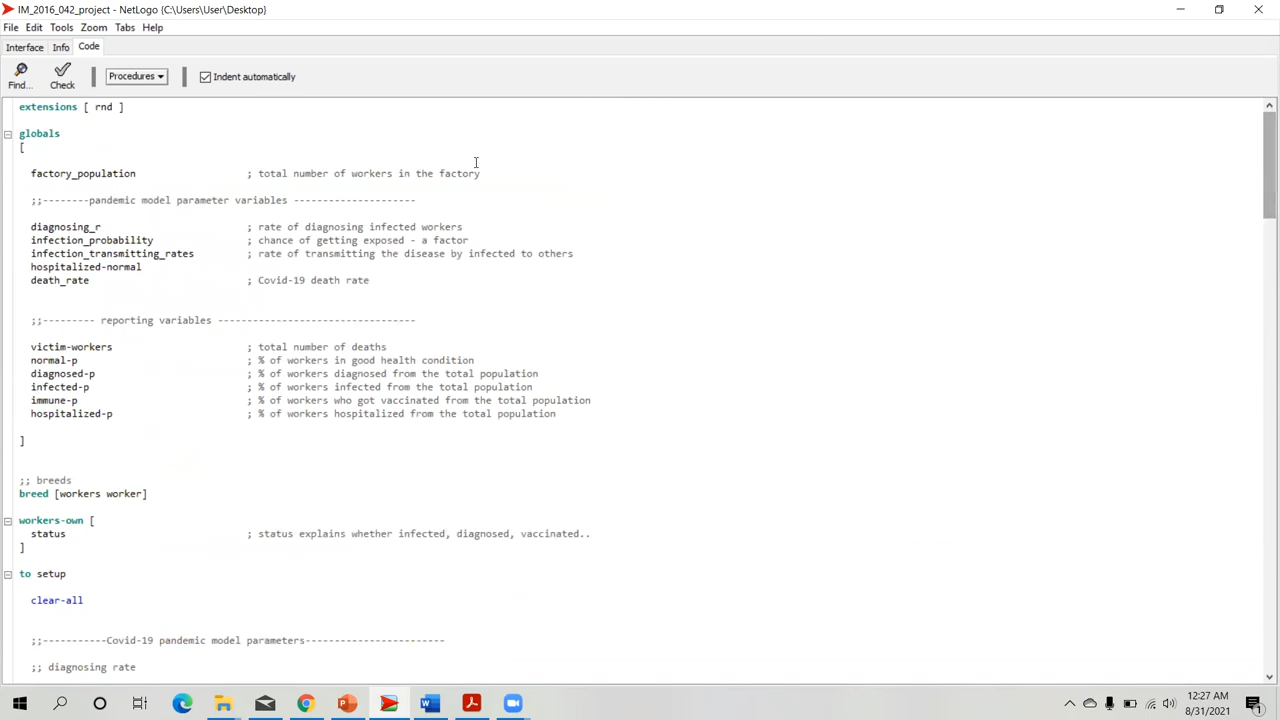 IM_2016_042_project - NetLogo {C:\Users\User\Desktop}
File Edit Tools Zoom Tabs Help
Interface Info Code
Find... Check Procedures Indent automatically
extensions [ rnd ]
globals
[
factory_population ; total number of workers in the factory
;;--------pandemic model parameter variables ---------------------
diagnosing_r ; rate of diagnosing infected workers
infection_probability ; chance of getting exposed - a factor
infection_transmitting_rates ; rate of transmitting the disease by infected to others
hospitalized-normal
death_rate ; Covid-19 death rate
;;--------- reporting variables ----------------------------------
victim-workers ; total number of deaths
normal-p ; % of workers in good health condition
diagnosed-p ; % of workers diagnosed from the total population
infected-p ; % of workers infected from the total population
immune-p ; % of workers who got vaccinated from the total population
hospitalized-p ; % of workers hospitalized from the total population
]
;; breeds
breed [workers worker]
workers-own [
status ; status explains whether infected, diagnosed, vaccinated..
]
to setup
clear-all
;;-----------Covid-19 pandemic model parameters------------------------
;; diagnosing rate
12:27 AM
8/31/2021
1